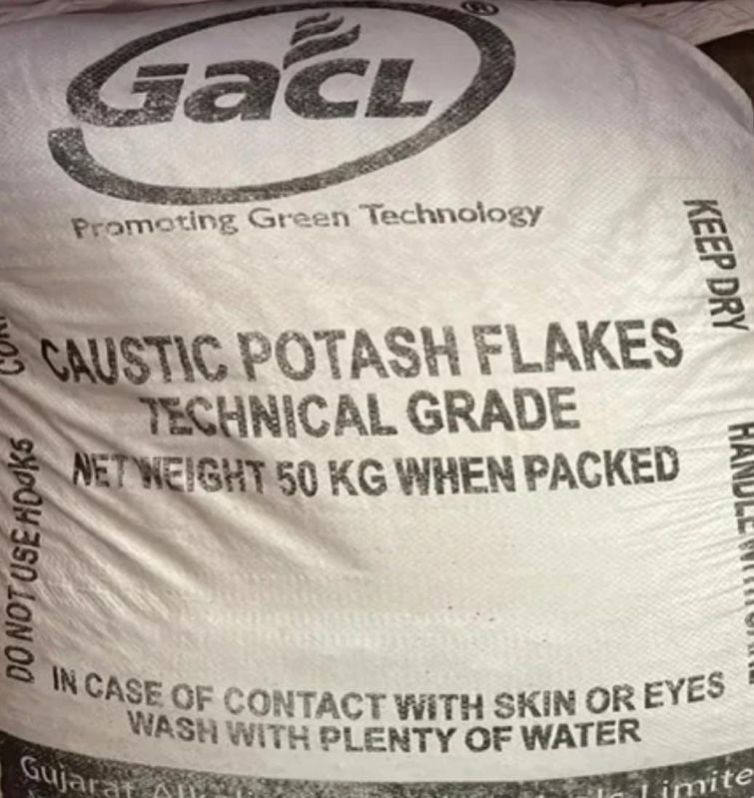 GACL®
Promoting Green Technology
CAUSTIC POTASH FLAKES
TECHNICAL GRADE
NET WEIGHT 50 KG WHEN PACKED
KEEP DRY
DO NOT USE HOOKS
IN CASE OF CONTACT WITH SKIN OR EYES
WASH WITH PLENTY OF WATER
Gujarat